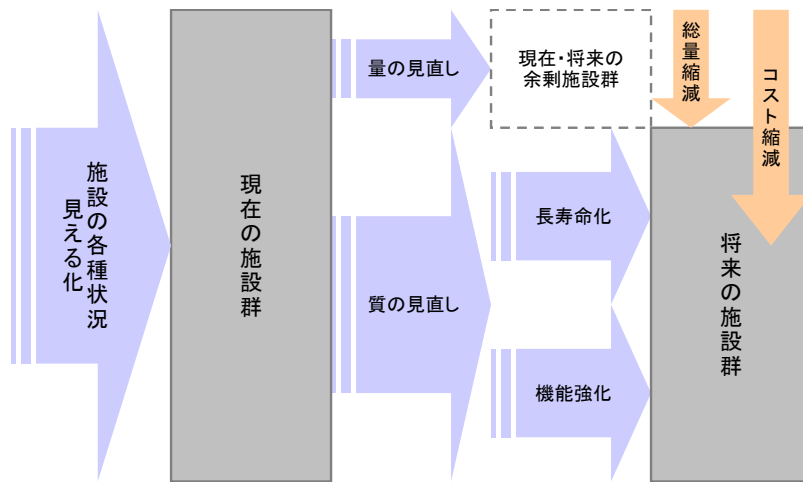 施設の各種状況
見える化
現在の施設群
量の見直し
現在・将来の
余剰施設群
総量縮減
コスト縮減
質の見直し
長寿命化
機能強化
将来の施設群